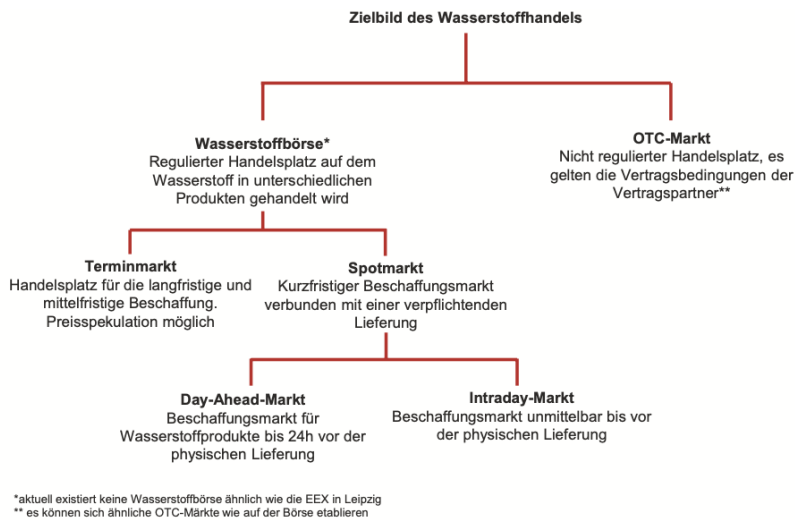 Zielbild des Wasserstoffhandels
Wasserstoffbörse*
Regulierter Handelsplatz auf dem
Wasserstoff in unterschiedlichen
Produkten gehandelt wird
OTC-Markt
Nicht regulierter Handelsplatz, es
gelten die Vertragsbedingungen der
Vertragspartner**
Terminmarkt
Handelsplatz für die langfristige und
mittelfristige Beschaffung.
Preisspekulation möglich
Spotmarkt
Kurzfristiger Beschaffungsmarkt
verbunden mit einer verpflichtenden
Lieferung
Day-Ahead-Markt
Beschaffungsmarkt für
Wasserstoffprodukte bis 24h vor der
physischen Lieferung
Intraday-Markt
Beschaffungsmarkt unmittelbar bis vor
der physischen Lieferung
*aktuell existiert keine Wasserstoffbörse ähnlich wie die EEX in Leipzig
** es können sich ähnliche OTC-Märkte wie auf der Börse etablieren